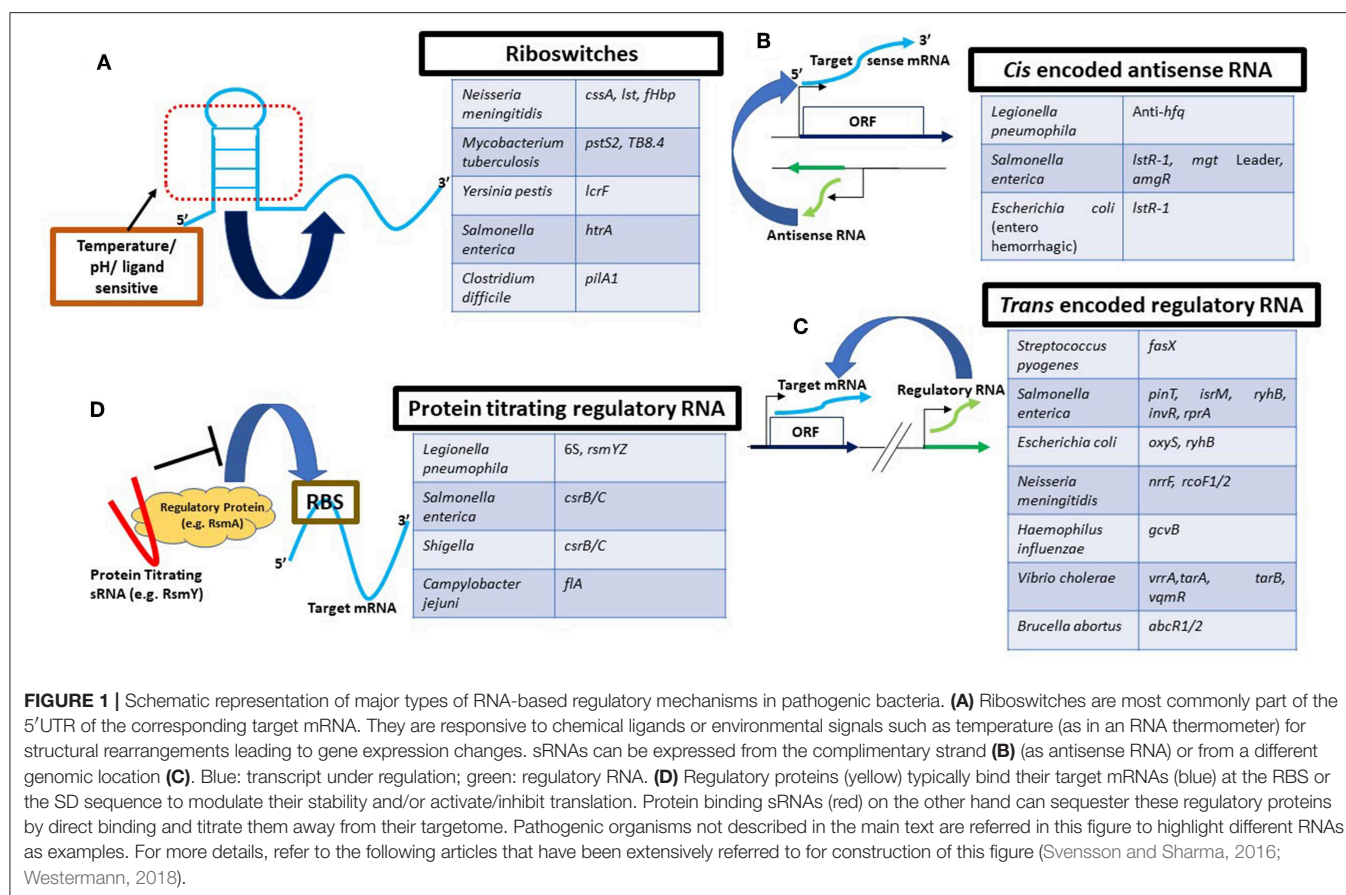 A
Riboswitches
Neisseria meningitidis cssA, lst, fHbp
Mycobacterium tuberculosis pstS2, TB8.4
Yersinia pestis lcrF
Salmonella enterica htrA
Clostridium difficile pilA1
5′
3′
Temperature/
pH/ ligand
sensitive
B
5′
Target sense mRNA
3′
ORF
Antisense RNA
Cis encoded antisense RNA
Legionella pneumophila Anti-hfq
Salmonella enterica lstR-1, mgt Leader, amgR
Escherichia coli (entero hemorrhagic) lstR-1
C
Target mRNA
Regulatory RNA
ORF
Trans encoded regulatory RNA
Streptococcus pyogenes fasX
Salmonella enterica pinT, isrM, ryhB, invR, rprA
Escherichia coli oxyS, ryhB
Neisseria meningitidis nrrF, rcoF1/2
Haemophilus influenzae gcvB
Vibrio cholerae vrrA,tarA, tarB, vqmR
Brucella abortus abcR1/2
D
Regulatory Protein
(e.g. RsmA)
RBS
5′
3′
Protein Titrating
sRNA (e.g. RsmY)
Target mRNA
Protein titrating regulatory RNA
Legionella pneumophila 6S, rsmYZ
Salmonella enterica csrB/C
Shigella csrB/C
Campylobacter jejuni flA
FIGURE 1 | Schematic representation of major types of RNA-based regulatory mechanisms in pathogenic bacteria. (A) Riboswitches are most commonly part of the
5′UTR of the corresponding target mRNA. They are responsive to chemical ligands or environmental signals such as temperature (as in an RNA thermometer) for
structural rearrangements leading to gene expression changes. sRNAs can be expressed from the complimentary strand (B) (as antisense RNA) or from a different
genomic location (C). Blue: transcript under regulation; green: regulatory RNA. (D) Regulatory proteins (yellow) typically bind their target mRNAs (blue) at the RBS or
the SD sequence to modulate their stability and/or activate/inhibit translation. Protein binding sRNAs (red) on the other hand can sequester these regulatory proteins
by direct binding and titrate them away from their targetome. Pathogenic organisms not described in the main text are referred in this figure to highlight different RNAs
as examples. For more details, refer to the following articles that have been extensively referred to for construction of this figure (Svensson and Sharma, 2016;
Westermann, 2018).